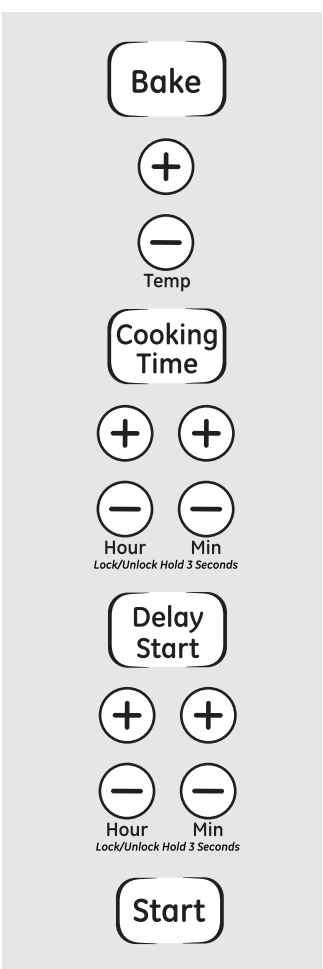 Bake
+
−
Temp
Cooking
Time
+ +
− −
Hour Min
Lock/Unlock Hold 3 Seconds
Delay
Start
+ +
− −
Hour Min
Lock/Unlock Hold 3 Seconds
Start